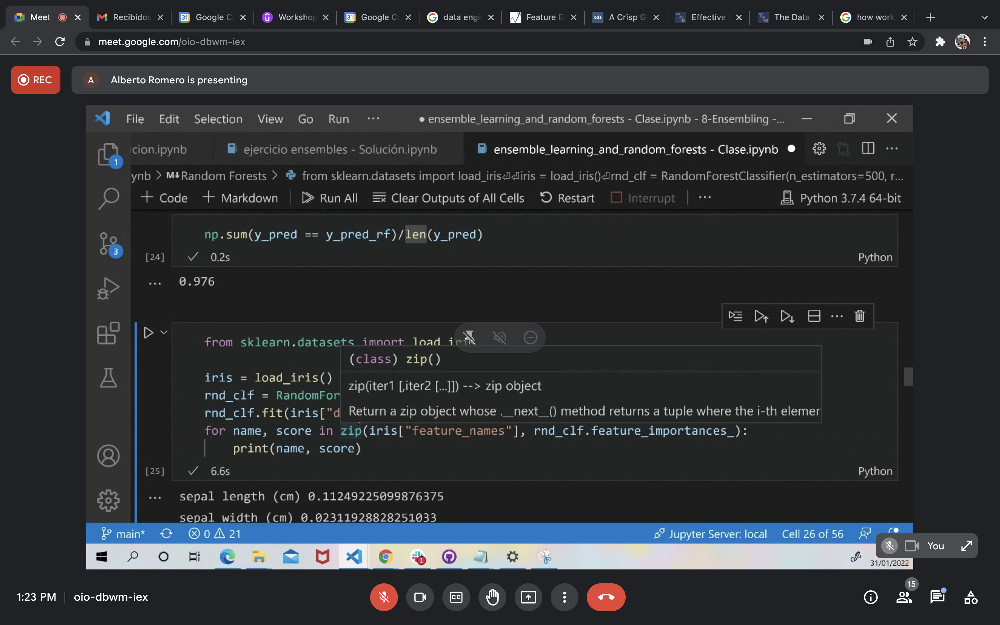 Meet
Recibidos
Google Ca
Workshop
Google Ca
data engi
Feature E
tds
A Crisp G
Effective
The Data
how work
meet.google.com/oio-dbwm-iex
REC
A
Alberto Romero is presenting
File Edit Selection View Go Run ···
● ensemble_learning_and_random_forests - Clase.ipynb - 8-Ensembling -...
cion.ipynb
ejercicio ensembles - Solución.ipynb
ensemble_learning_and_random_forests - Clase.ipynb
ynb > M↓Random Forests > from sklearn.datasets import load_iris⏎⏎iris = load_iris()⏎rnd_clf = RandomForestClassifier(n_estimators=500, r...
+ Code + Markdown Run All Clear Outputs of All Cells Restart Interrupt ··· Python 3.7.4 64-bit
1
3
np.sum(y_pred == y_pred_rf)/len(y_pred)
[24] ✓ 0.2s Python
··· 0.976
from sklearn.datasets import load_iris
(class) zip()
zip(iter1 [,iter2 [...]]) --> zip object
Return a zip object whose .__next__() method returns a tuple where the i-th elemer
iris = load_iris()
rnd_clf = RandomFor
rnd_clf.fit(iris["d
for name, score in zip(iris["feature_names"], rnd_clf.feature_importances_):
print(name, score)
[25] ✓ 6.6s Python
··· sepal length (cm) 0.11249225099876375
sepal width (cm) 0.02311928828251033
main* 0 21 Jupyter Server: local Cell 26 of 56
1
31/01/2022
You
1:23 PM | oio-dbwm-iex
CC
15
31
31